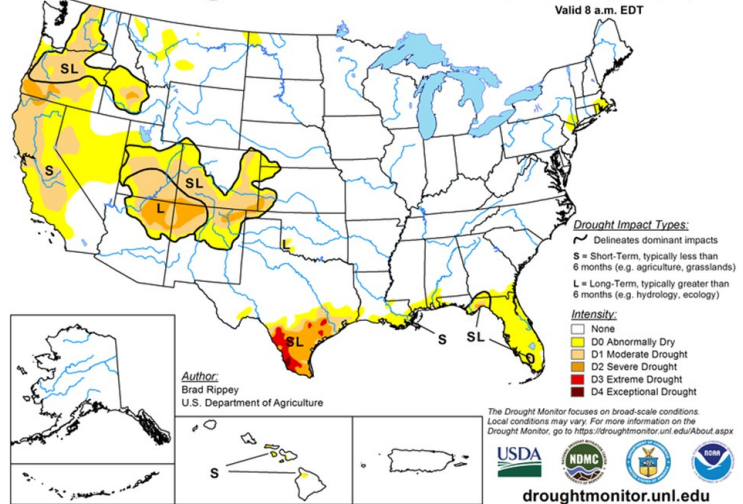 Valid 8 a.m. EDT
SL
S
SL
L
L
SL
S
SL
S
Drought Impact Types:
Delineates dominant impacts
S = Short-Term, typically less than
6 months (e.g. agriculture, grasslands)
L = Long-Term, typically greater than
6 months (e.g. hydrology, ecology)
Intensity:
None
D0 Abnormally Dry
D1 Moderate Drought
D2 Severe Drought
D3 Extreme Drought
D4 Exceptional Drought
Author:
Brad Rippey
U.S. Department of Agriculture
The Drought Monitor focuses on broad-scale conditions.
Local conditions may vary. For more information on the
Drought Monitor, go to https://droughtmonitor.unl.edu/About.aspx
USDA
NDMC
NOAA
droughtmonitor.unl.edu